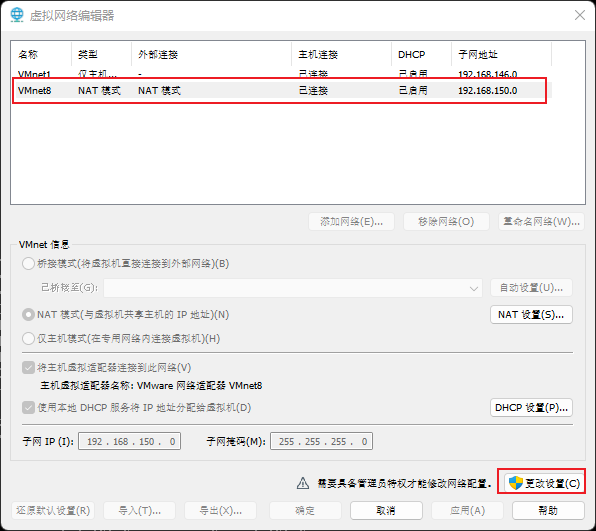 虚拟网络编辑器
名称 类型 外部连接 主机连接 DHCP 子网地址
VMnet1 仅主机... - 已连接 已启用 192.168.146.0
VMnet8 NAT 模式 NAT 模式 已连接 已启用 192.168.150.0
添加网络(E)... 移除网络(O) 重命名网络(W)...
VMnet 信息
桥接模式(将虚拟机直接连接到外部网络)(B)
已桥接至(G): 自动设置(U)...
NAT 模式(与虚拟机共享主机的 IP 地址)(N) NAT 设置(S)...
仅主机模式(在专用网络内连接虚拟机)(H)
将主机虚拟适配器连接到此网络(V)
主机虚拟适配器名称: VMware 网络适配器 VMnet8
使用本地 DHCP 服务将 IP 地址分配给虚拟机(D) DHCP 设置(P)...
子网 IP (I): 192 . 168 . 150 . 0 子网掩码(M): 255 . 255 . 255 . 0
需要具备管理员特权才能修改网络配置。 更改设置(C)
还原默认设置(R) 导入(T)... 导出(X)... 确定 取消 应用(A) 帮助